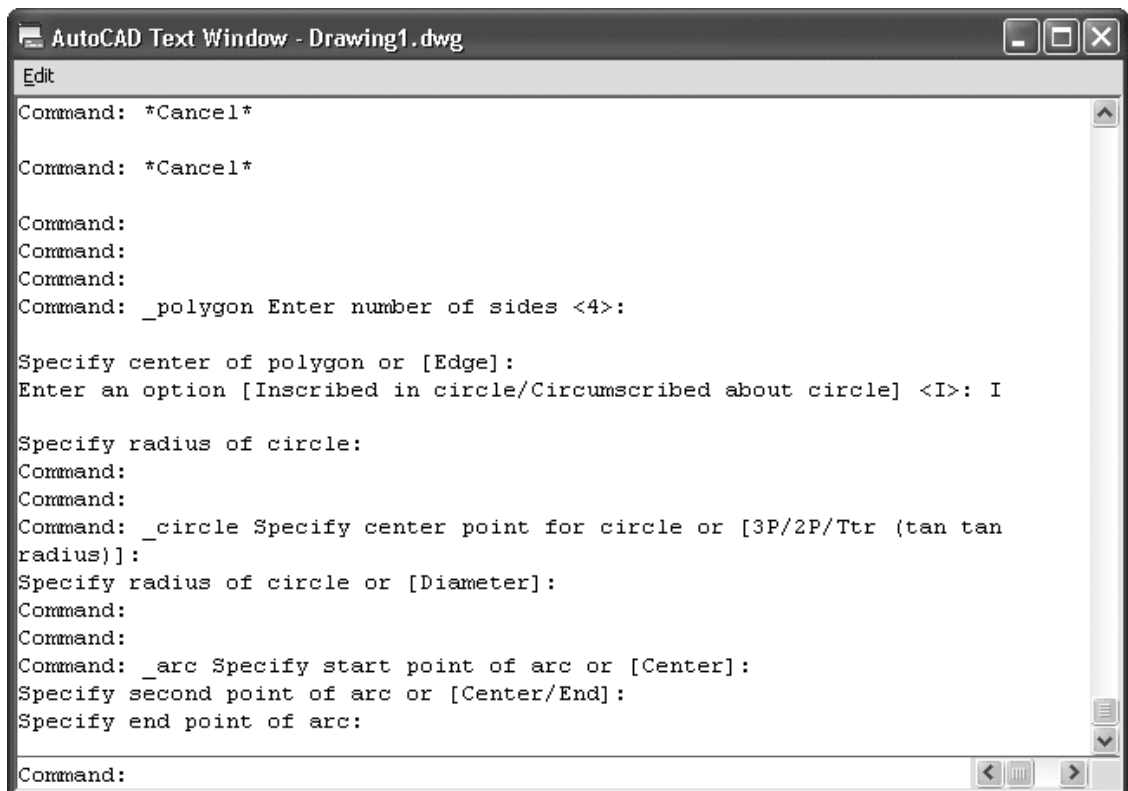 AutoCAD Text Window - Drawing1.dwg
Edit
Command: *Cancel*
Command: *Cancel*
Command:
Command:
Command:
Command: _polygon Enter number of sides <4>:
Specify center of polygon or [Edge]:
Enter an option [Inscribed in circle/Circumscribed about circle] <I>: I
Specify radius of circle:
Command:
Command:
Command: _circle Specify center point for circle or [3P/2P/Ttr (tan tan
radius)]:
Specify radius of circle or [Diameter]:
Command:
Command:
Command: _arc Specify start point of arc or [Center]:
Specify second point of arc or [Center/End]:
Specify end point of arc:
Command: